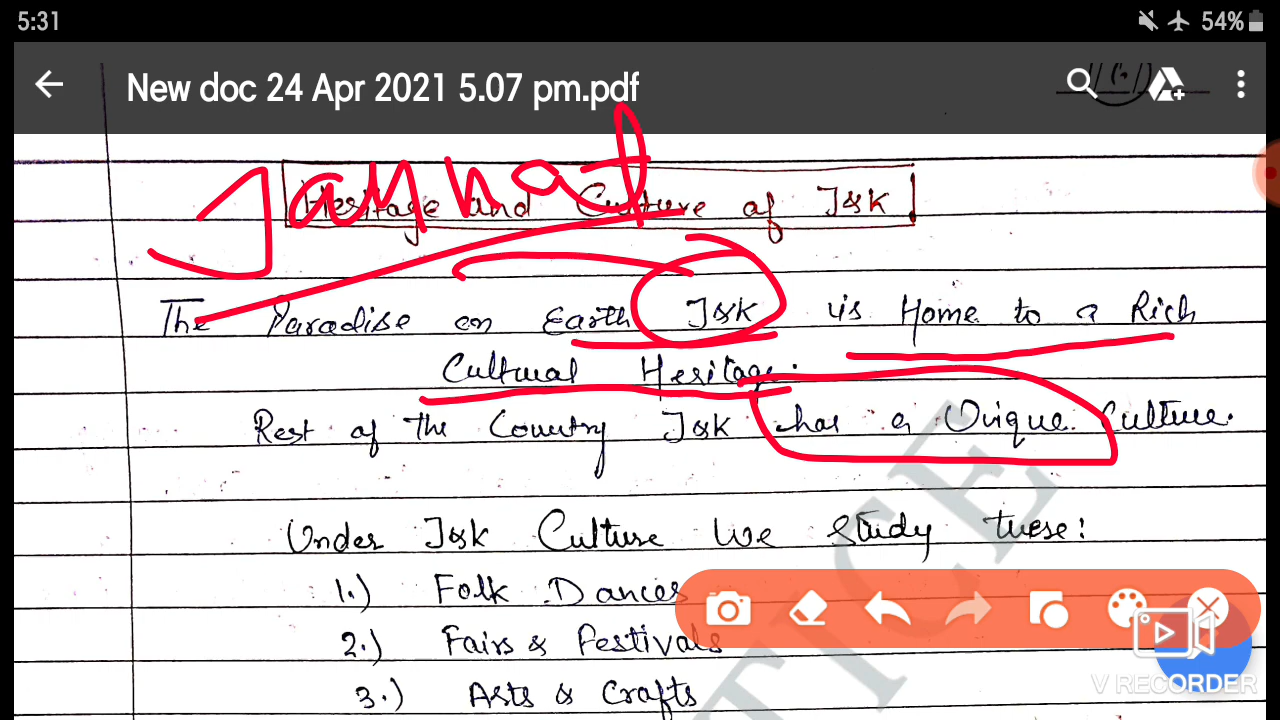 5:31
54%
New doc 24 Apr 2021 5.07 pm.pdf
Jannat
Heritage and Culture of J&K
The Paradise on Earth J&K is Home to a Rich
Cultural Heritage.
Rest of the Country J&K has a Unique Culture.
Under J&K Culture we study these:
1.) Folk Dances
2.) Fairs & Festivals
3.) Arts & Crafts
TICE
V RECORDER